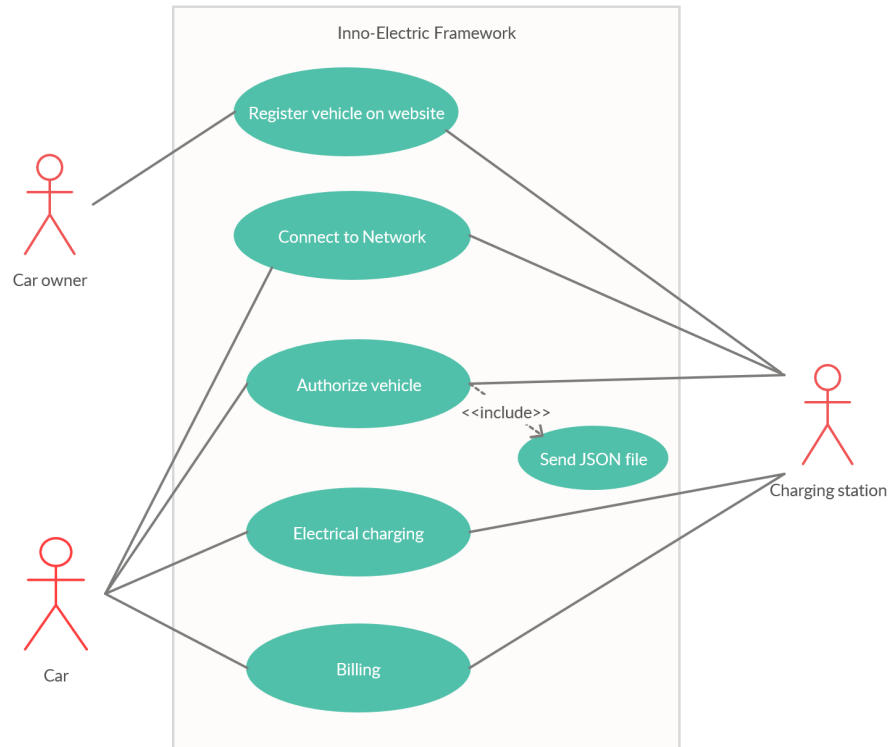 Inno-Electric Framework
Register vehicle on website
Connect to Network
Car owner
Authorize vehicle
<<include>>
Send JSON file
Charging station
Electrical charging
Car
Billing